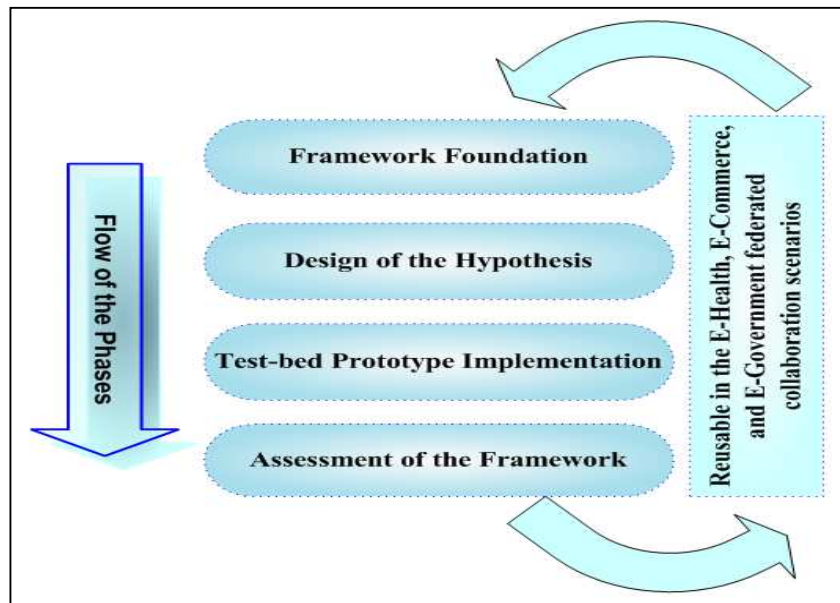 Framework Foundation
Design of the Hypothesis
Test-bed Prototype Implementation
Assessment of the Framework
Flow of the Phases
Reusable in the E-Health, E-Commerce,
and E-Government federated
collaboration scenarios